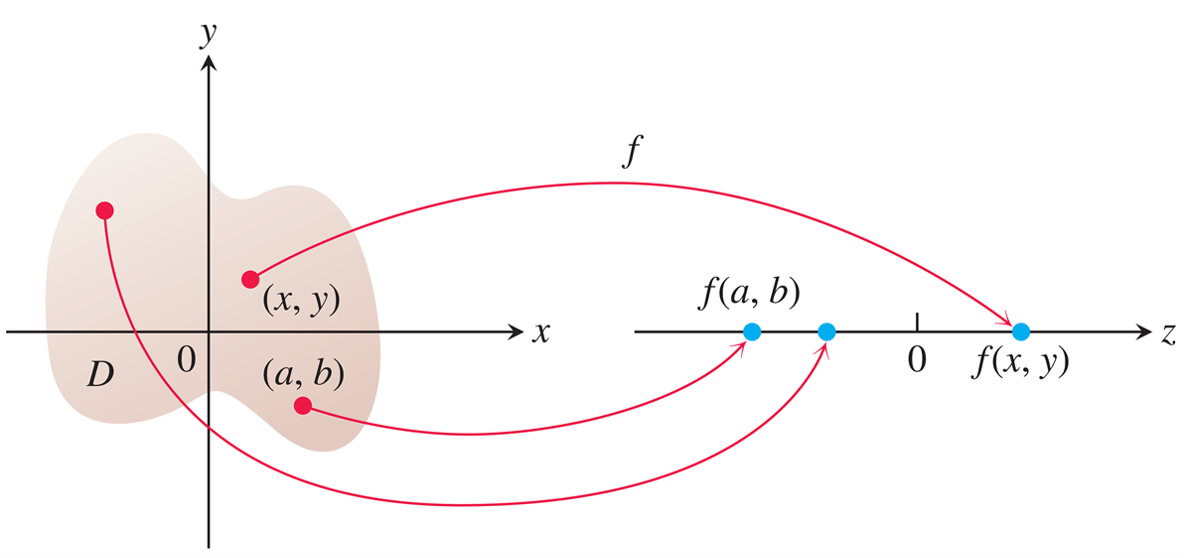 y
f
(x, y)
f(a, b)
x
z
0
D
(a, b)
0
f(x, y)